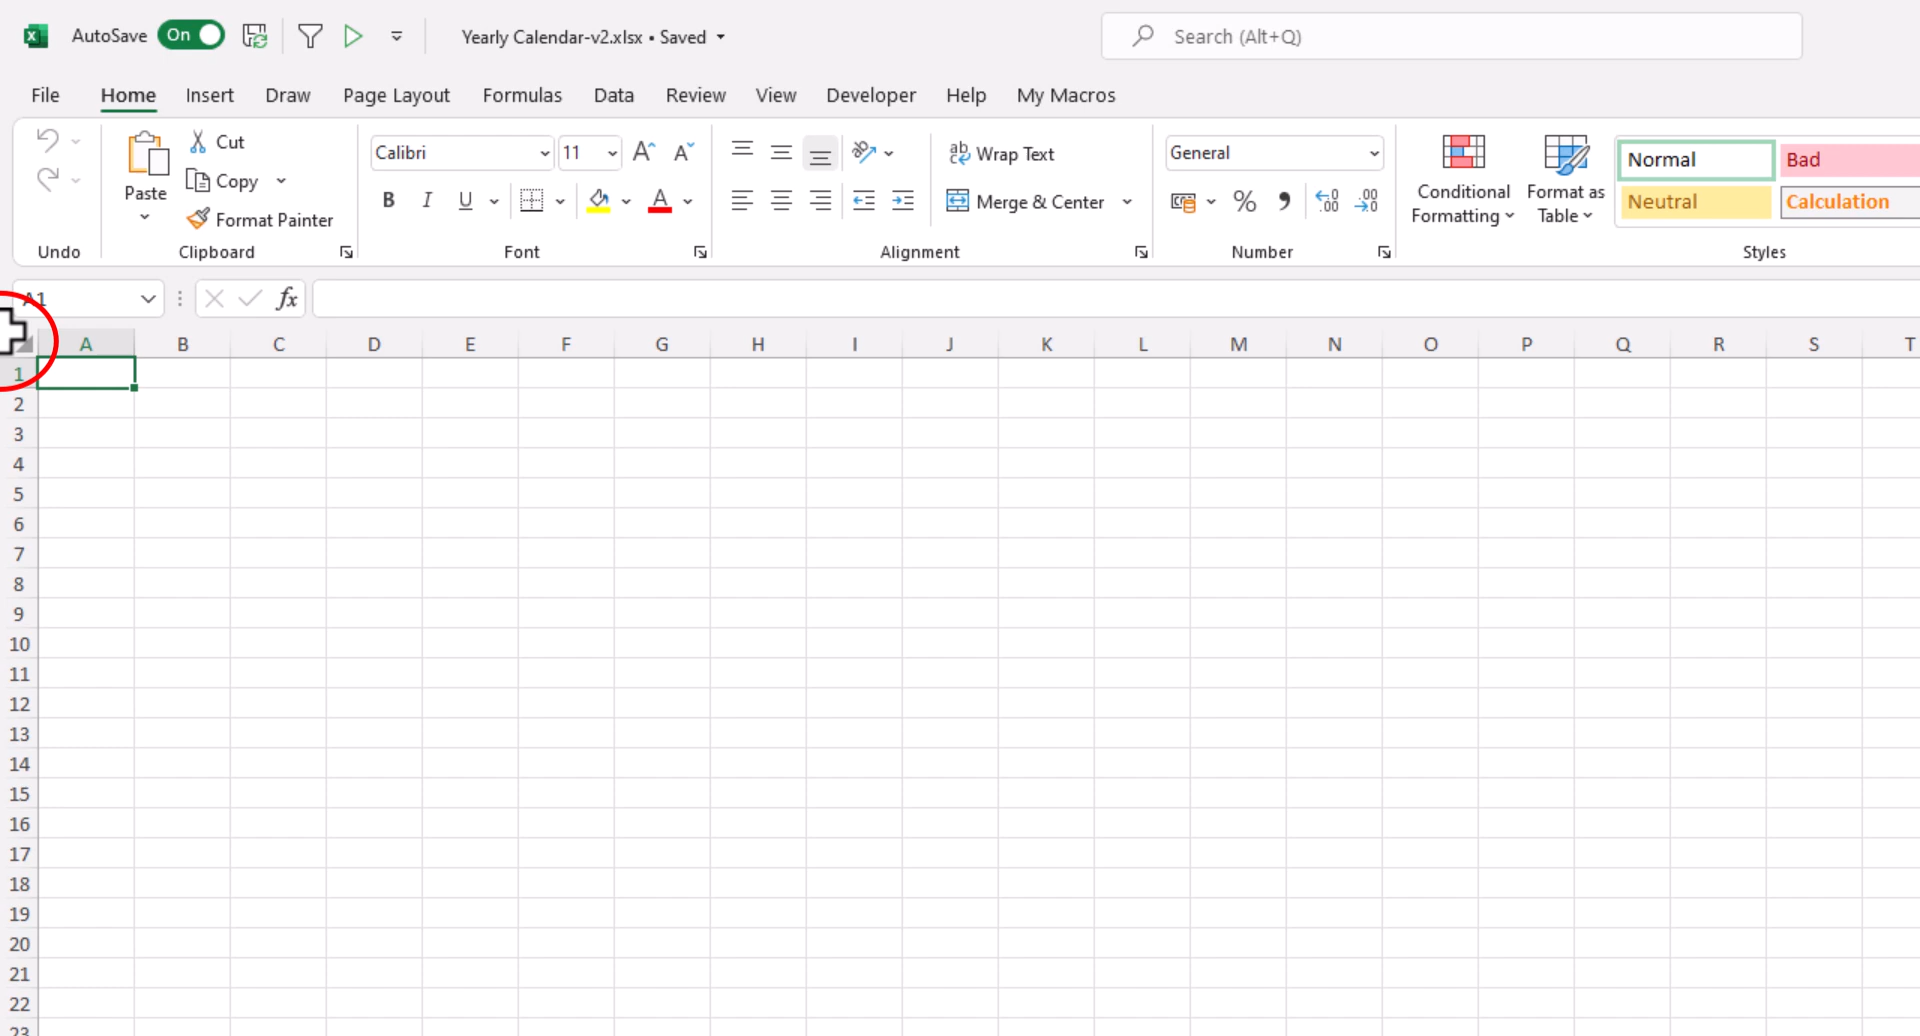 AutoSave On Yearly Calendar-v2.xlsx • Saved Search (Alt+Q)
File Home Insert Draw Page Layout Formulas Data Review View Developer Help My Macros
Paste
Cut
Copy
Format Painter
Calibri 11
B I U A
Wrap Text
Merge & Center
General
Conditional Formatting
Format as Table
Normal Bad
Neutral Calculation
Undo Clipboard Font Alignment Number Styles
A1 fx
A B C D E F G H I J K L M N O P Q R S T
1
2
3
4
5
6
7
8
9
10
11
12
13
14
15
16
17
18
19
20
21
22
23